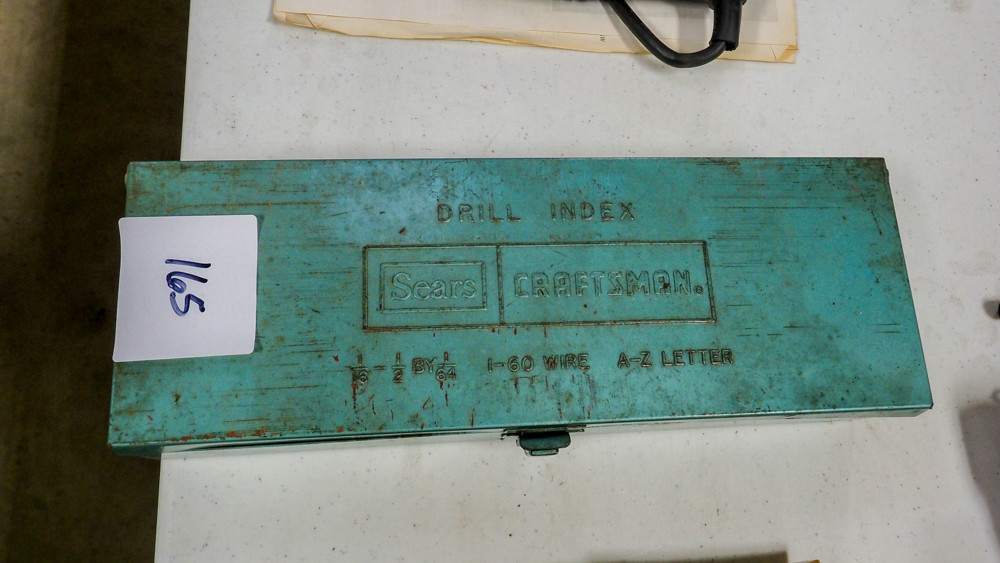 DRILL INDEX
Sears CRAFTSMAN®
1/16 - 1/2 BY 1/64 1-60 WIRE A-Z LETTER
165